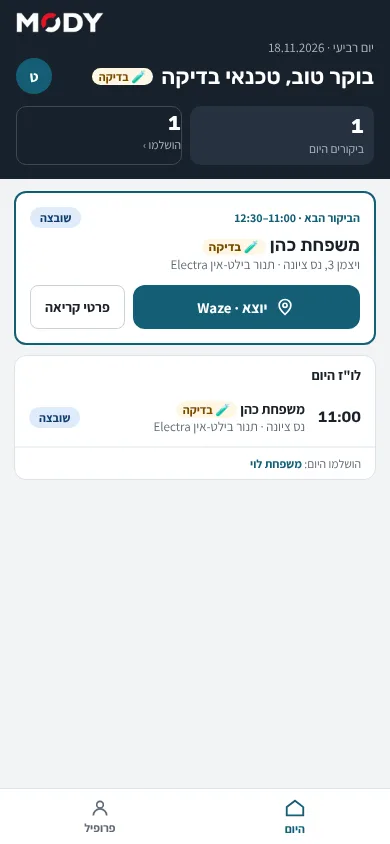 MODY
יום רביעי · 18.11.2026
בוקר טוב, טכנאי בדיקה 🧪 בדיקה
ט
1
ביקורים היום
1
הושלמו ›
הביקור הבא · 11:00–12:30
שובצה
משפחת כהן 🧪 בדיקה
ויצמן 3, נס ציונה · תנור בילט-אין Electra
יוצא · Waze
פרטי קריאה
לו"ז היום
11:00
משפחת כהן 🧪 בדיקה
נס ציונה · תנור בילט-אין Electra
שובצה
הושלמו היום: משפחת לוי
היום
פרופיל